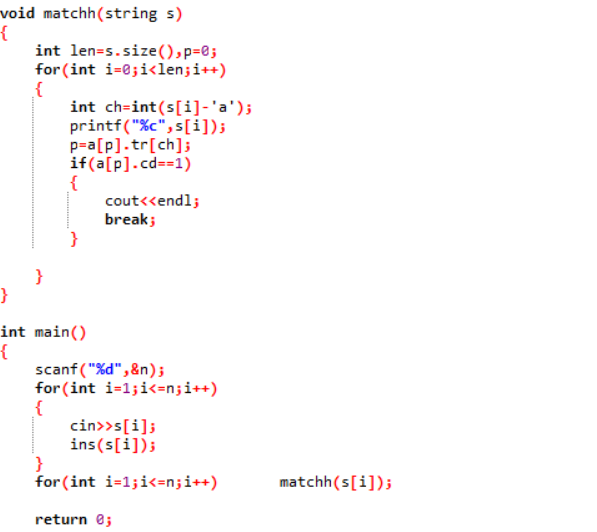 void matchh(string s)
{
    int len=s.size(),p=0;
    for(int i=0;i<len;i++)
    {
        int ch=int(s[i]-'a');
        printf("%c",s[i]);
        p=a[p].tr[ch];
        if(a[p].cd==1)
        {
            cout<<endl;
            break;
        }
    }
}
int main()
{
    scanf("%d",&n);
    for(int i=1;i<=n;i++)
    {
        cin>>s[i];
        ins(s[i]);
    }
    for(int i=1;i<=n;i++)       matchh(s[i]);
    return 0;